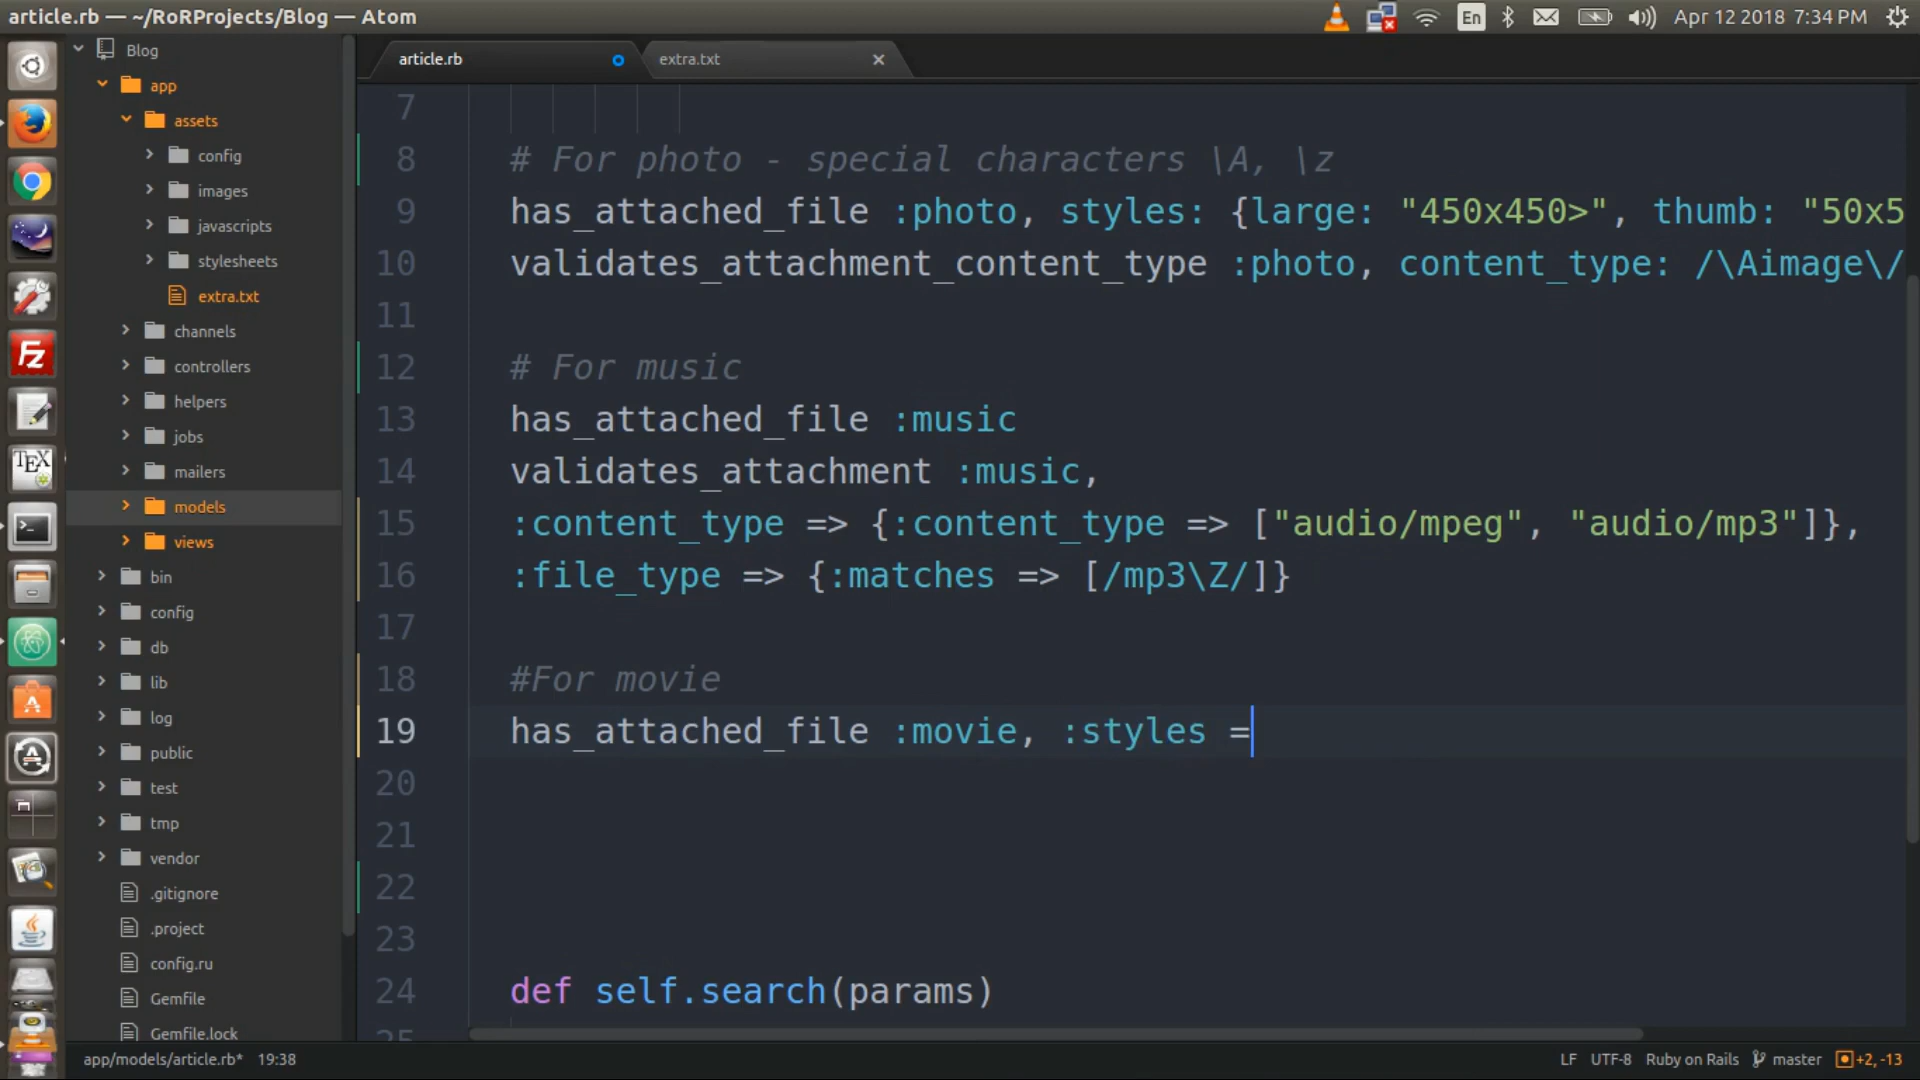 article.rb — ~/RoRProjects/Blog — Atom
En
Apr 12 2018 7:34 PM
Blog
app
assets
config
images
javascripts
stylesheets
extra.txt
channels
controllers
helpers
jobs
mailers
models
views
bin
config
db
lib
log
public
test
tmp
vendor
.gitignore
.project
config.ru
Gemfile
Gemfile.lock
FZ
TEX
article.rb
extra.txt
7
8 # For photo - special characters \A, \z
9 has_attached_file :photo, styles: {large: "450x450>", thumb: "50x5
10 validates_attachment_content_type :photo, content_type: /\Aimage\/
11
12 # For music
13 has_attached_file :music
14 validates_attachment :music,
15 :content_type => {:content_type => ["audio/mpeg", "audio/mp3"]},
16 :file_type => {:matches => [/mp3\Z/]}
17
18 #For movie
19 has_attached_file :movie, :styles =
20
21
22
23
24 def self.search(params)
25
app/models/article.rb* 19:38
LF UTF-8 Ruby on Rails master +2, -13